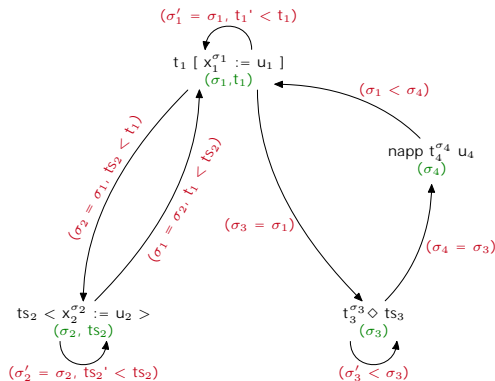 (σ₁′ = σ₁, t₁' < t₁)
t₁ [ x₁^σ₁ := u₁ ]
(σ₁,t₁)
(σ₁ < σ₄)
napp t₄^σ₄ u₄
(σ₄)
(σ₂ = σ₁, ts₂ < t₁)
(σ₁ = σ₂, t₁ < ts₂)
(σ₃ = σ₁)
(σ₄ = σ₃)
ts₂ < x₂^σ₂ := u₂ >
(σ₂, ts₂)
t₃^σ₃ ◇ ts₃
(σ₃)
(σ₂′ = σ₂, ts₂' < ts₂)
(σ₃′ < σ₃)